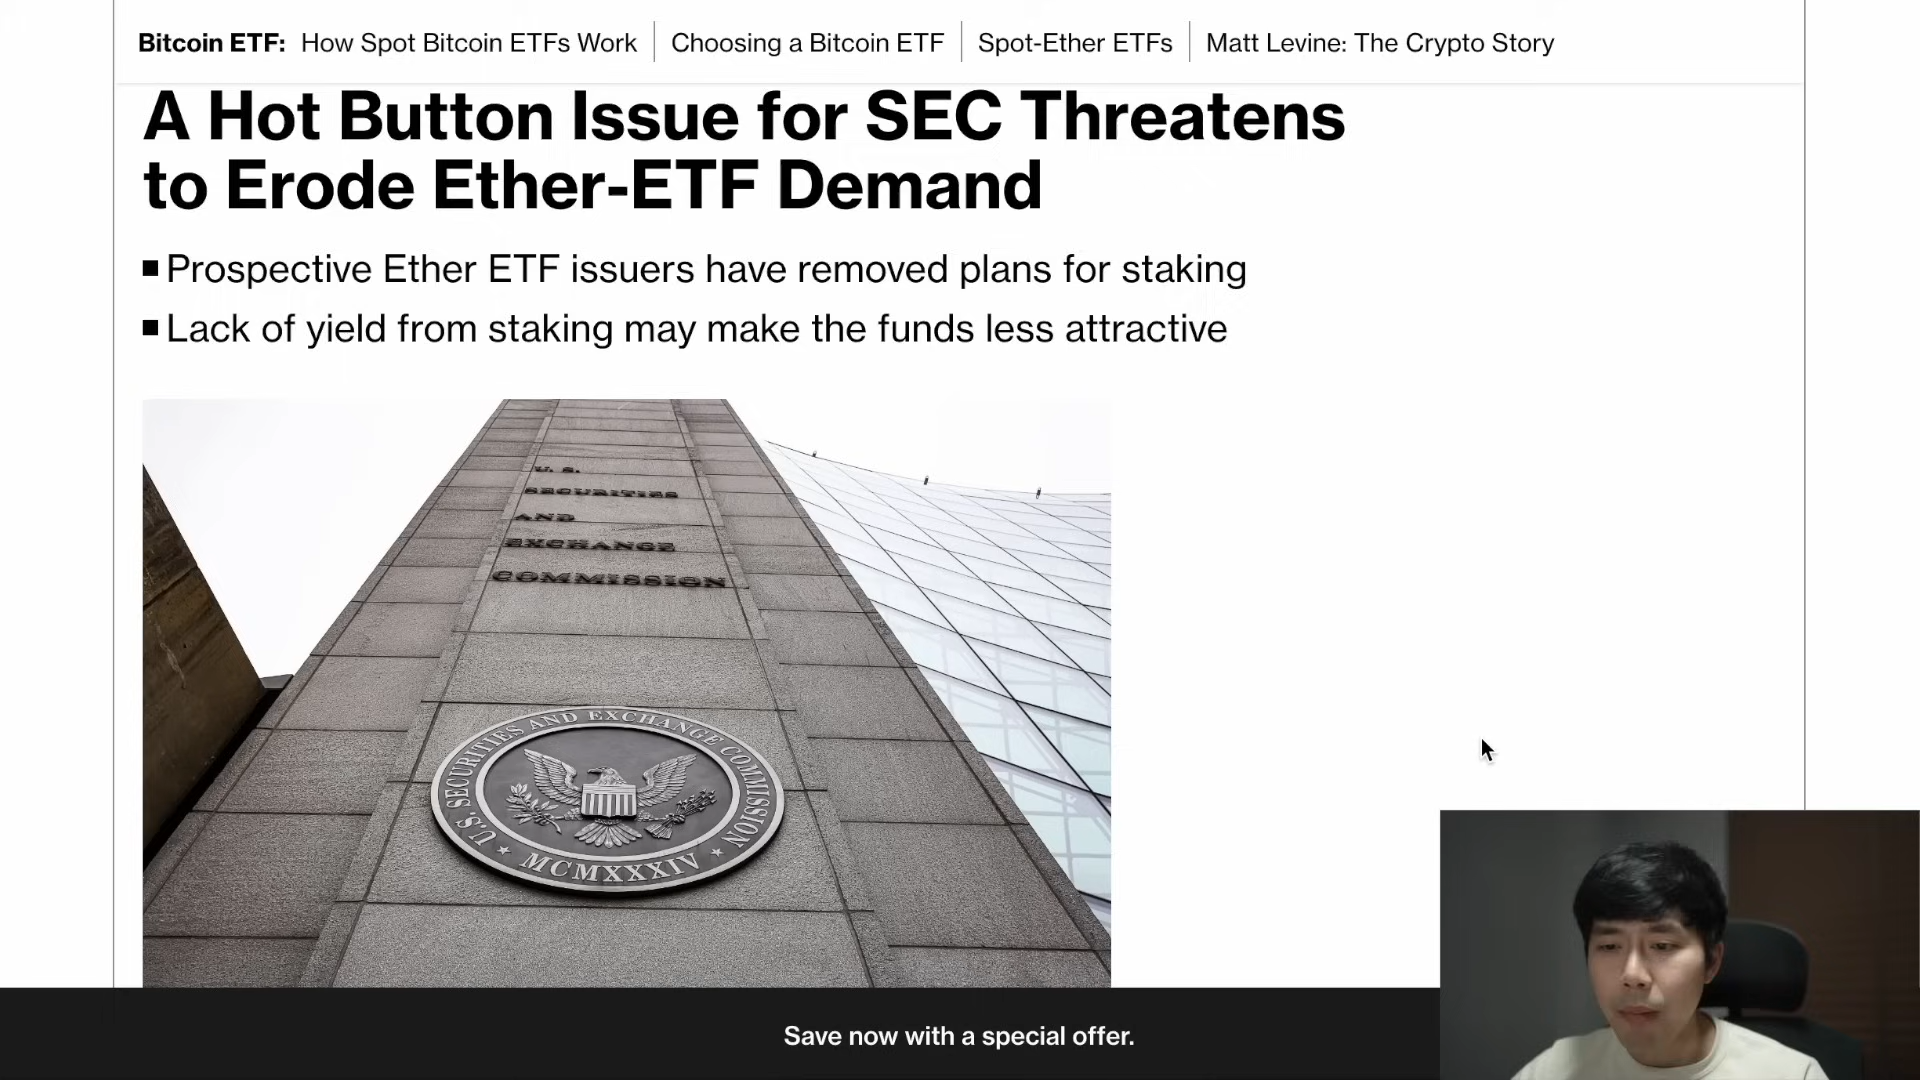 Bitcoin ETF: How Spot Bitcoin ETFs Work Choosing a Bitcoin ETF Spot-Ether ETFs Matt Levine: The Crypto Story
A Hot Button Issue for SEC Threatens
to Erode Ether-ETF Demand
Prospective Ether ETF issuers have removed plans for staking
Lack of yield from staking may make the funds less attractive
U. S.
SECURITIES
AND
EXCHANGE
COMMISSION
U.S. SECURITIES AND EXCHANGE COMMISSION
MCMXXXIV
Save now with a special offer.